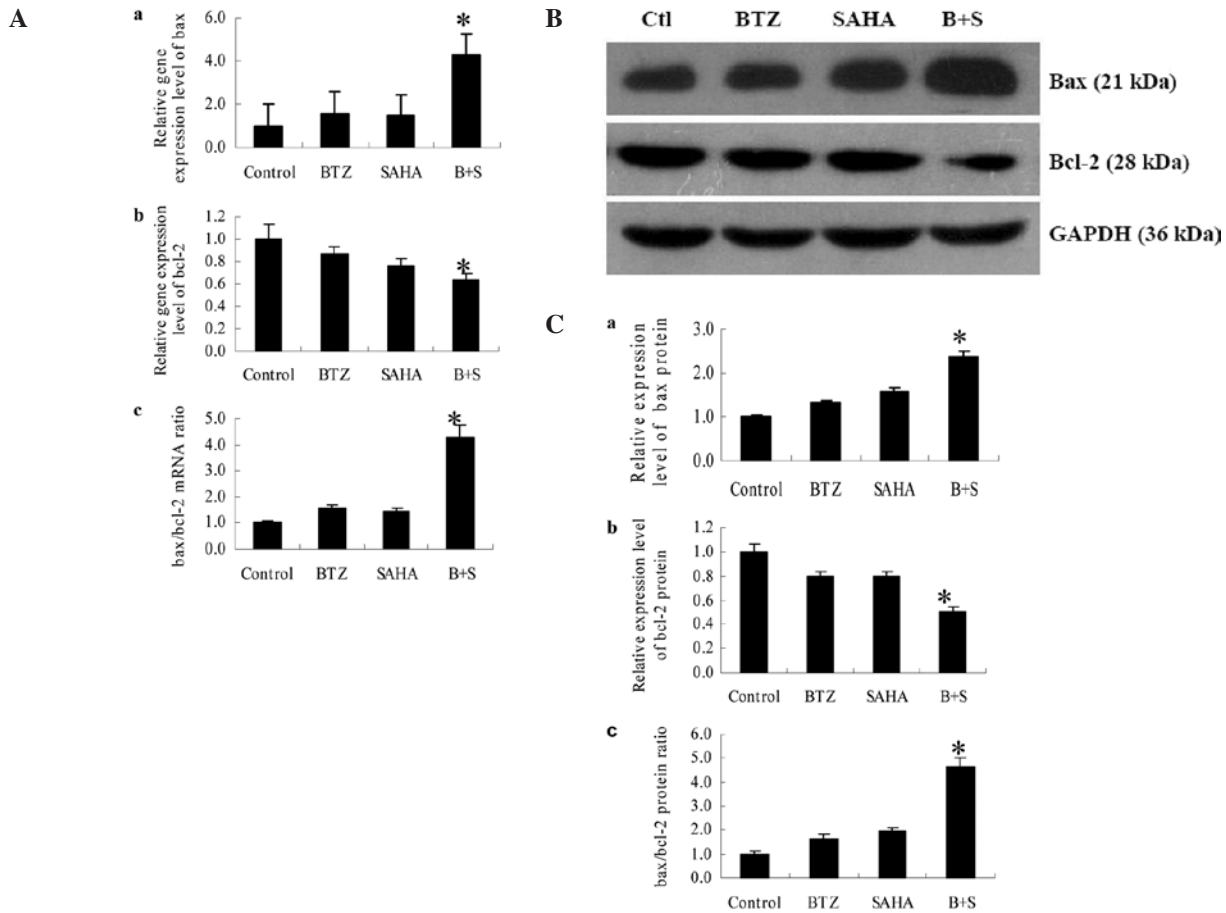 A
a
Relative gene
expression level of bax
6.0
4.0
2.0
0.0
*
Control BTZ SAHA B+S
b
Relative gene expression
level of bcl-2
1.2
1.0
0.8
0.6
0.4
0.2
0.0
*
Control BTZ SAHA B+S
c
bax/bcl-2 mRNA ratio
5.0
4.0
3.0
2.0
1.0
0.0
*
Control BTZ SAHA B+S
B
Ctl BTZ SAHA B+S
Bax (21 kDa)
Bcl-2 (28 kDa)
GAPDH (36 kDa)
C
a
Relative expression
level of bax protein
3.0
2.0
1.0
0.0
*
Control BTZ SAHA B+S
b
Relative expression level
of bcl-2 protein
1.2
1.0
0.8
0.6
0.4
0.2
0.0
*
Control BTZ SAHA B+S
c
bax/bcl-2 protein ratio
6.0
5.0
4.0
3.0
2.0
1.0
0.0
*
Control BTZ SAHA B+S